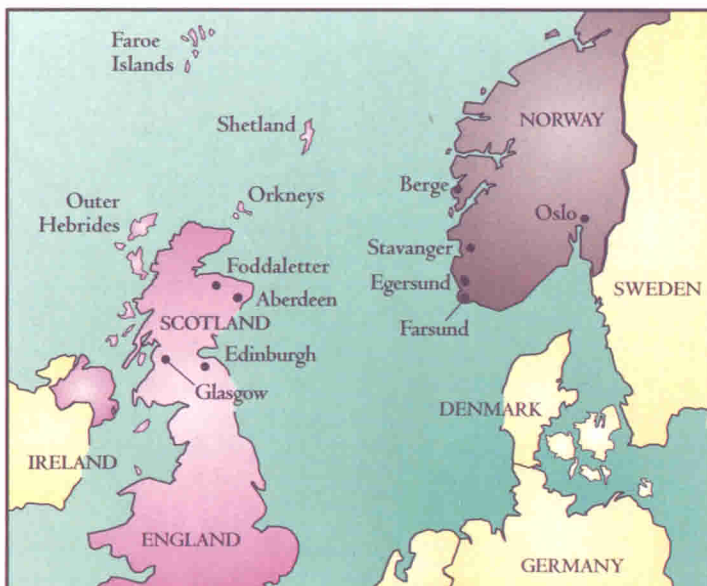 Faroe
Islands
NORWAY
Shetland
Berge
Outer
Hebrides
Orkneys
Oslo
Stavanger
Foddaletter
Egersund
Aberdeen
SWEDEN
SCOTLAND
Farsund
Edinburgh
Glasgow
DENMARK
IRELAND
ENGLAND
GERMANY